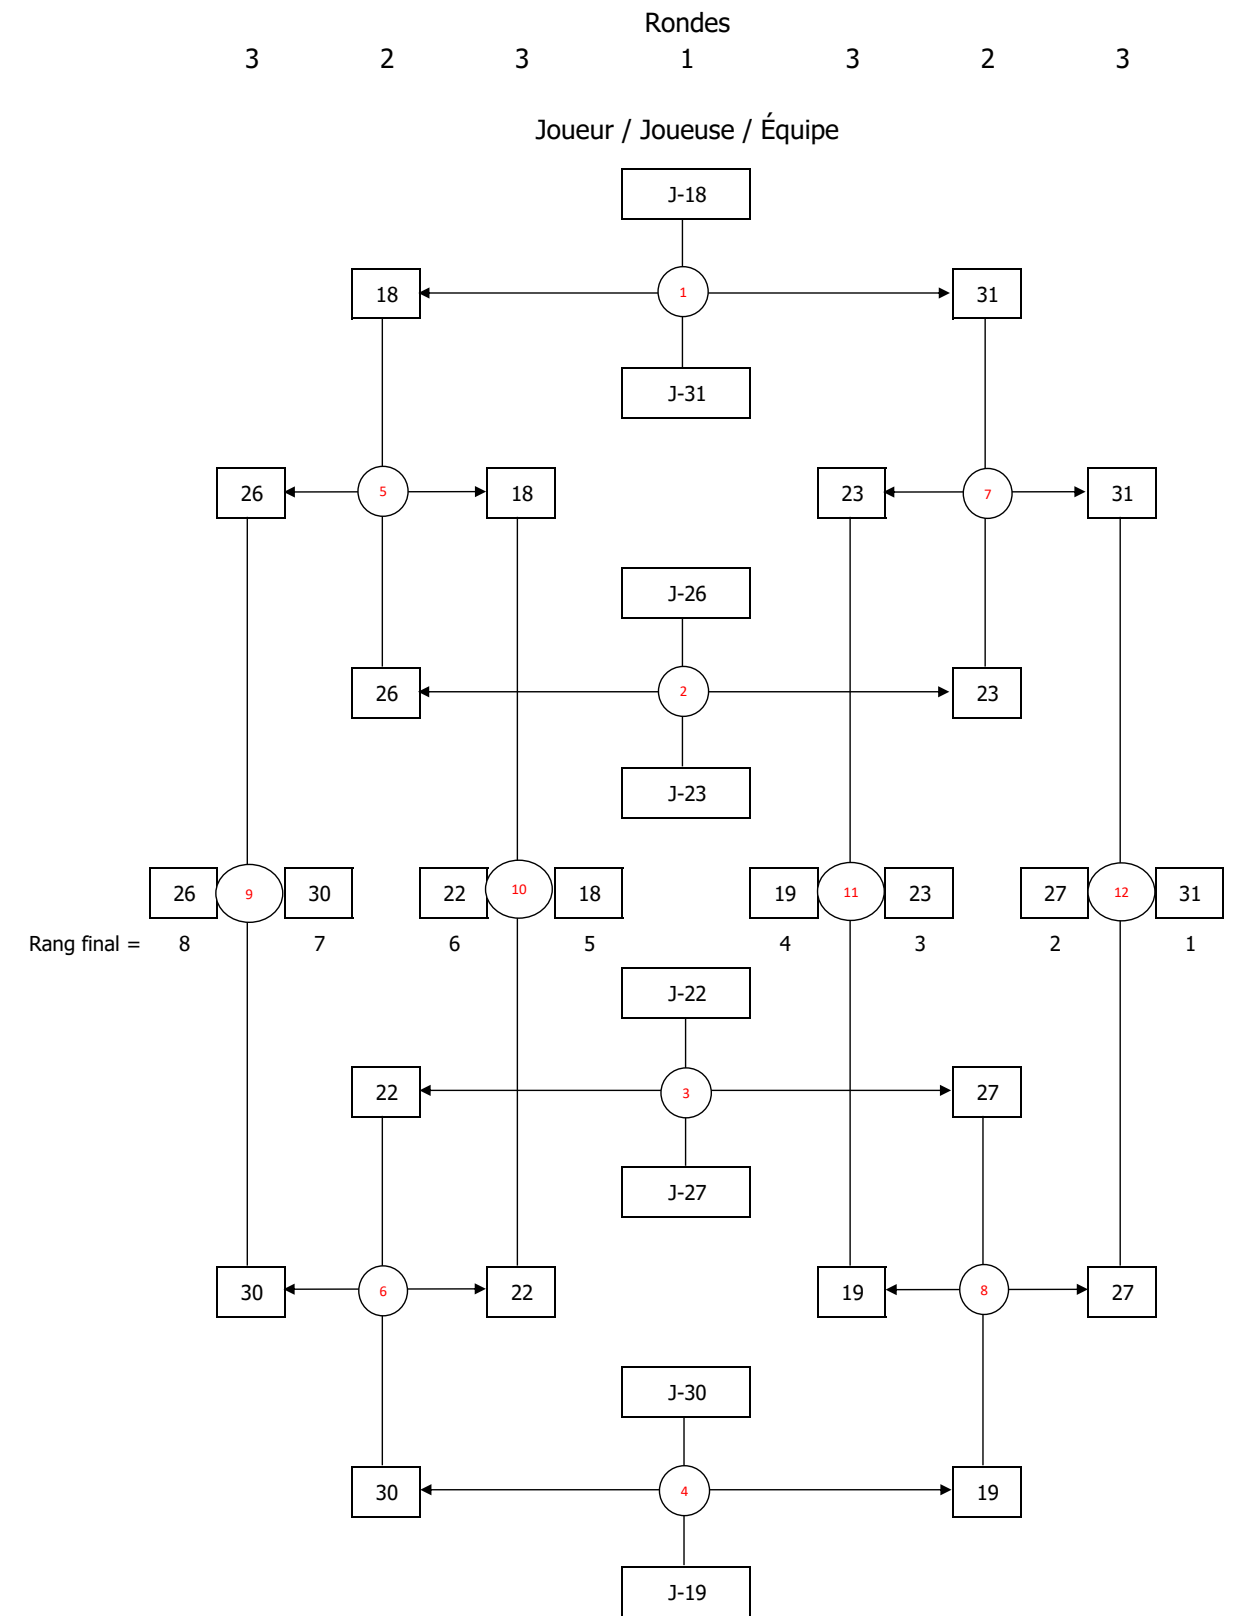 Rondes
3 2 3 1 3 2 3
Joueur / Joueuse / Équipe
J-18
18 1 31
J-31
26 5 18 23 7 31
J-26
26 2 23
J-23
26 9 30 22 10 18 19 11 23 27 12 31
Rang final = 8 7 6 5 4 3 2 1
J-22
22 3 27
J-27
30 6 22 19 8 27
J-30
30 4 19
J-19